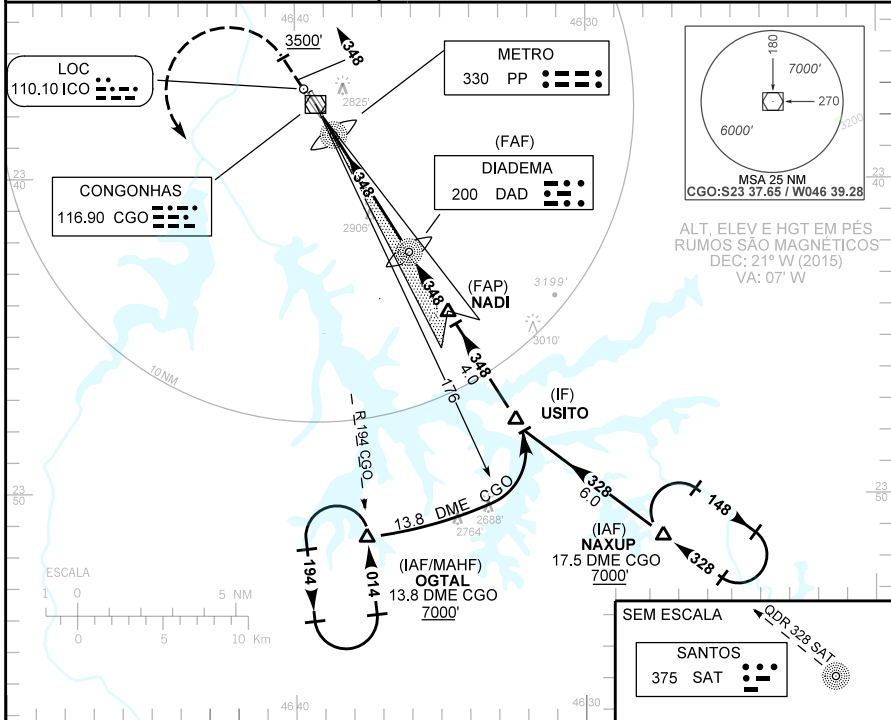 46 40
46 30
3500'
348
LOC
110.10 ICO
METRO
330 PP
2825'
180
7000'
270
6000'
3200
MSA 25 NM
CGO:S23 37.65 / W046 39.28
23
40
23
40
CONGONHAS
116.90 CGO
(FAF)
DIADEMA
200 DAD
348
2906'
ALT, ELEV E HGT EM PÉS
RUMOS SÃO MAGNÉTICOS
DEC: 21º W (2015)
VA: 07' W
348
(FAP)
NADI
3199'
3010'
348
4.0
10NM
176
(IF)
USITO
R 194 CGO
328
6.0
23
50
23
50
13.8 DME CGO
2688'
2764'
148
328
(IAF)
NAXUP
17.5 DME CGO
7000'
194
014
(IAF/MAHF)
OGTAL
13.8 DME CGO
7000'
ESCALA
1 0 5 NM
0 5 10 Km
SEM ESCALA
QDR 328 SAT
SANTOS
375 SAT
46 40
46 30